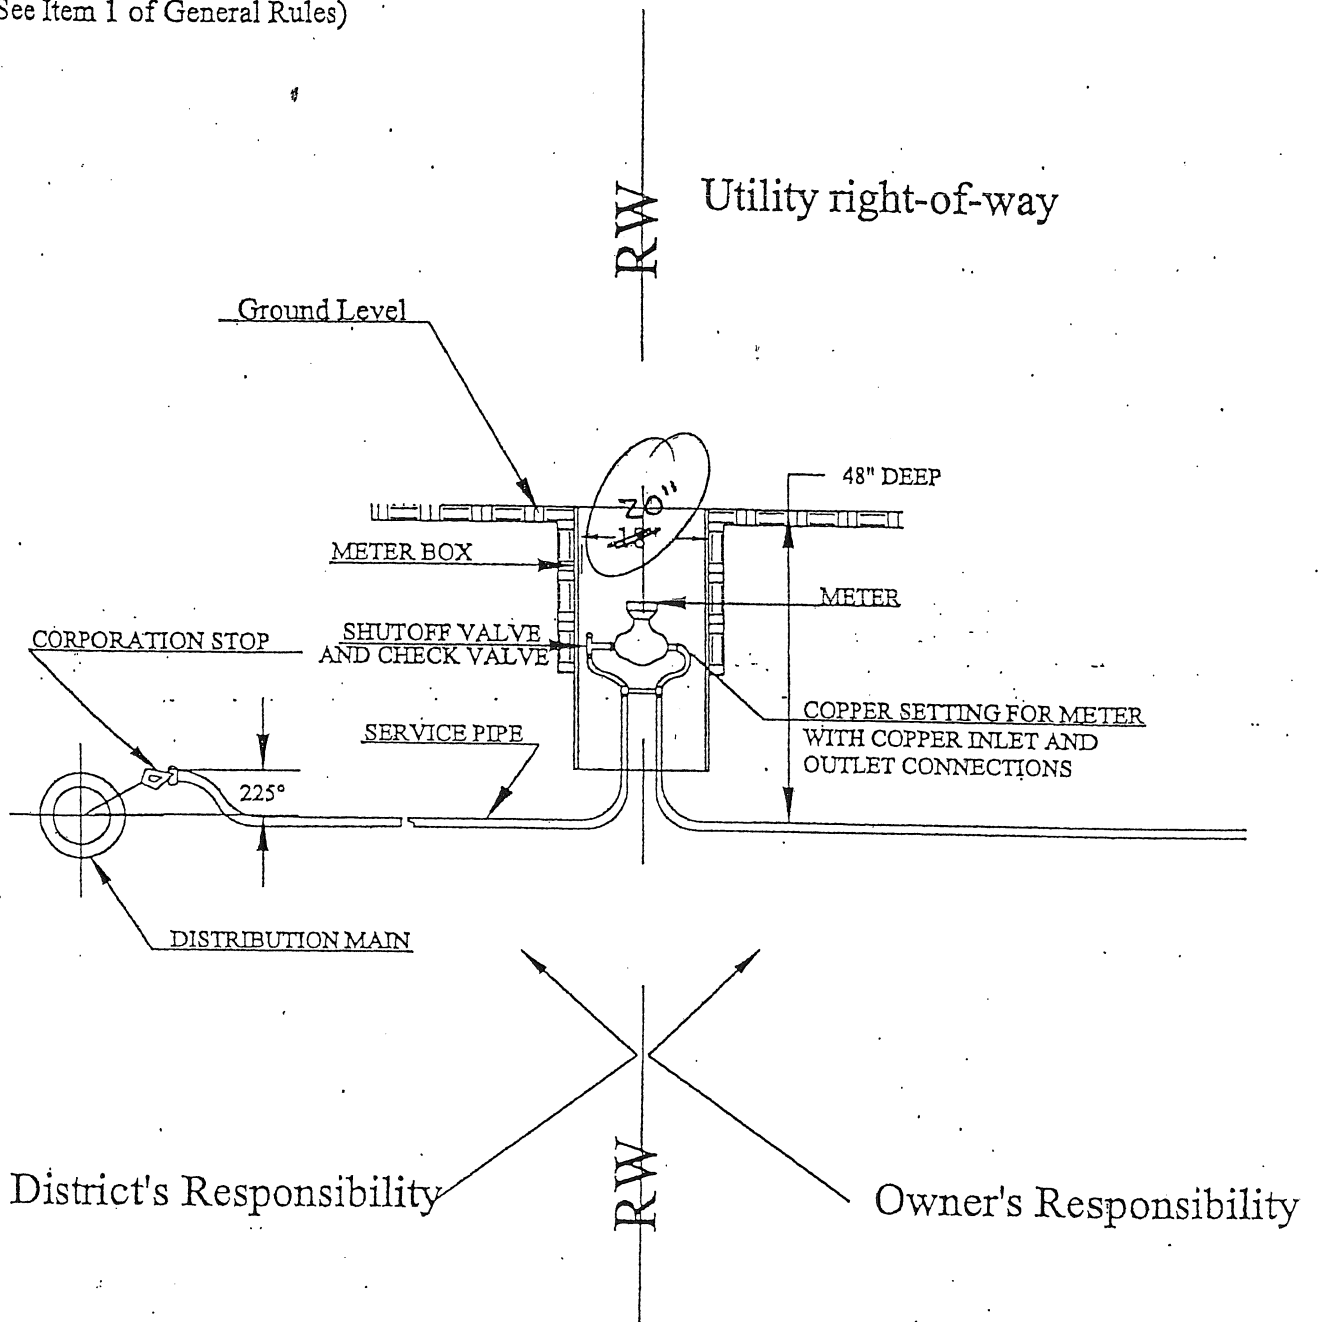 See Item 1 of General Rules)
RW
Utility right-of-way
Ground Level
48" DEEP
20"
METER BOX
METER
SHUTOFF VALVE
AND CHECK VALVE
CORPORATION STOP
COPPER SETTING FOR METER
WITH COPPER INLET AND
OUTLET CONNECTIONS
SERVICE PIPE
225°
DISTRIBUTION MAIN
District's Responsibility
RW
Owner's Responsibility